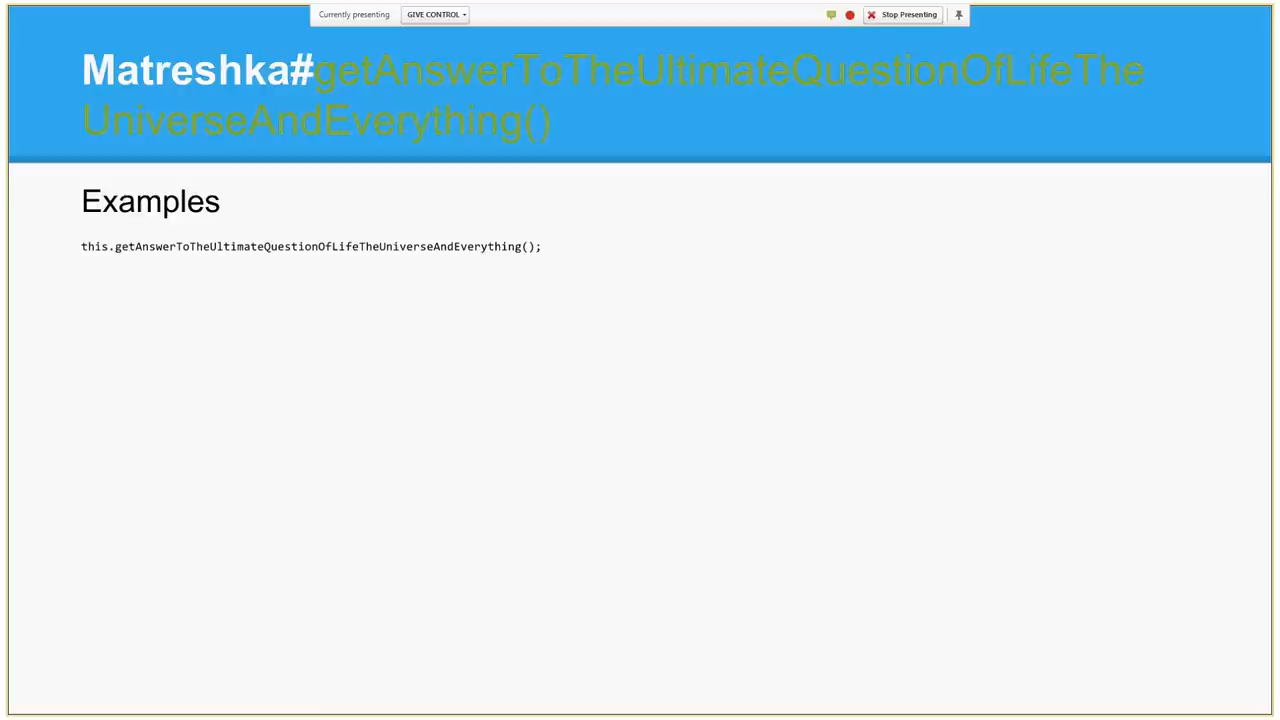 Currently presenting GIVE CONTROL Stop Presenting
Matreshka#getAnswerToTheUltimateQuestionOfLifeThe
UniverseAndEverything()
Examples
this.getAnswerToTheUltimateQuestionOfLifeTheUniverseAndEverything();